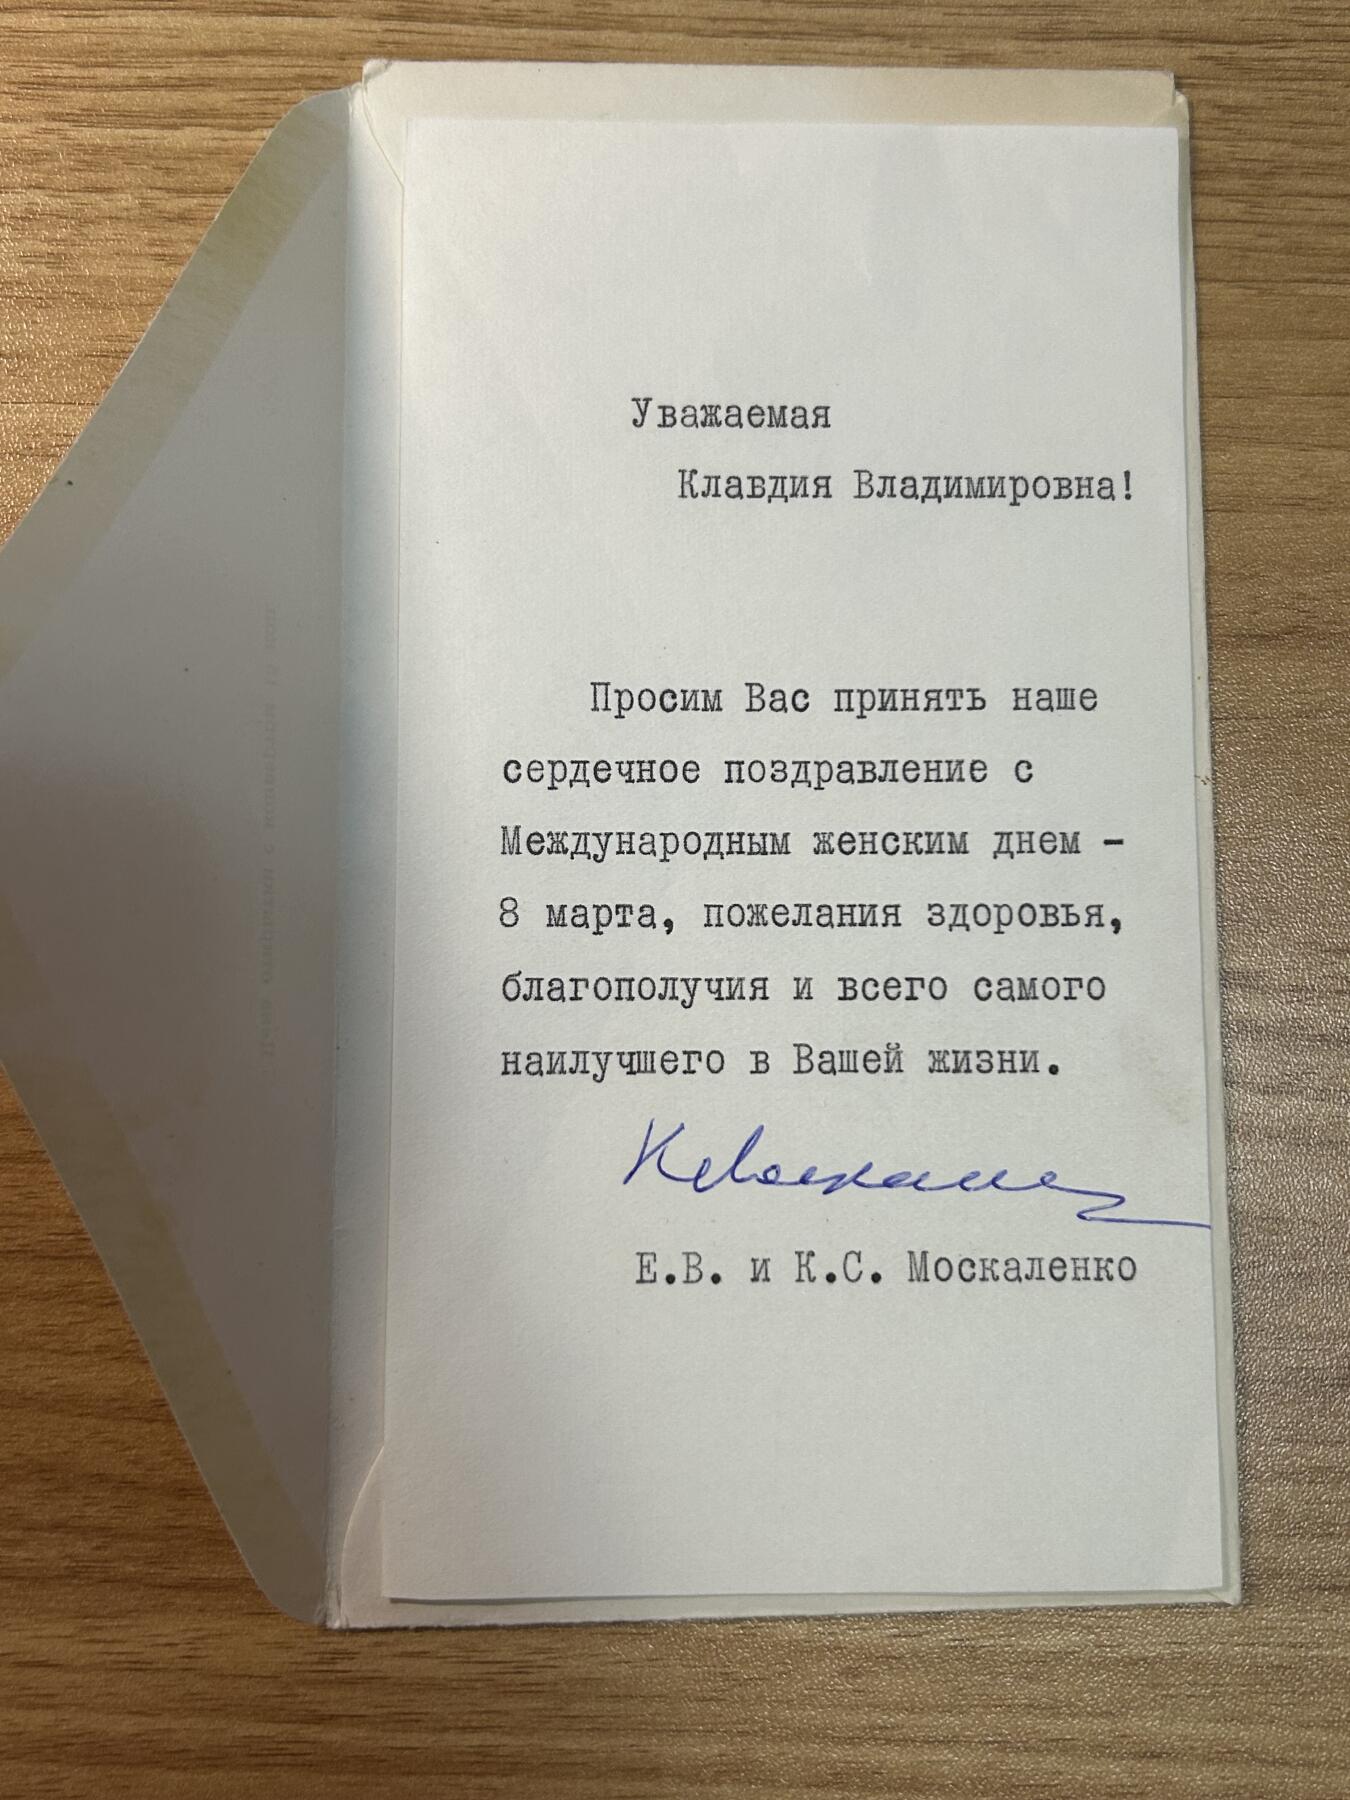 Уважаемая
Клавдия Владимировна!
Просим Вас принять наше
сердечное поздравление с
Международным женским днем -
8 марта, пожелания здоровья,
благополучия и всего самого
наилучшего в Вашей жизни.
Е.В. и К.С. Москаленко